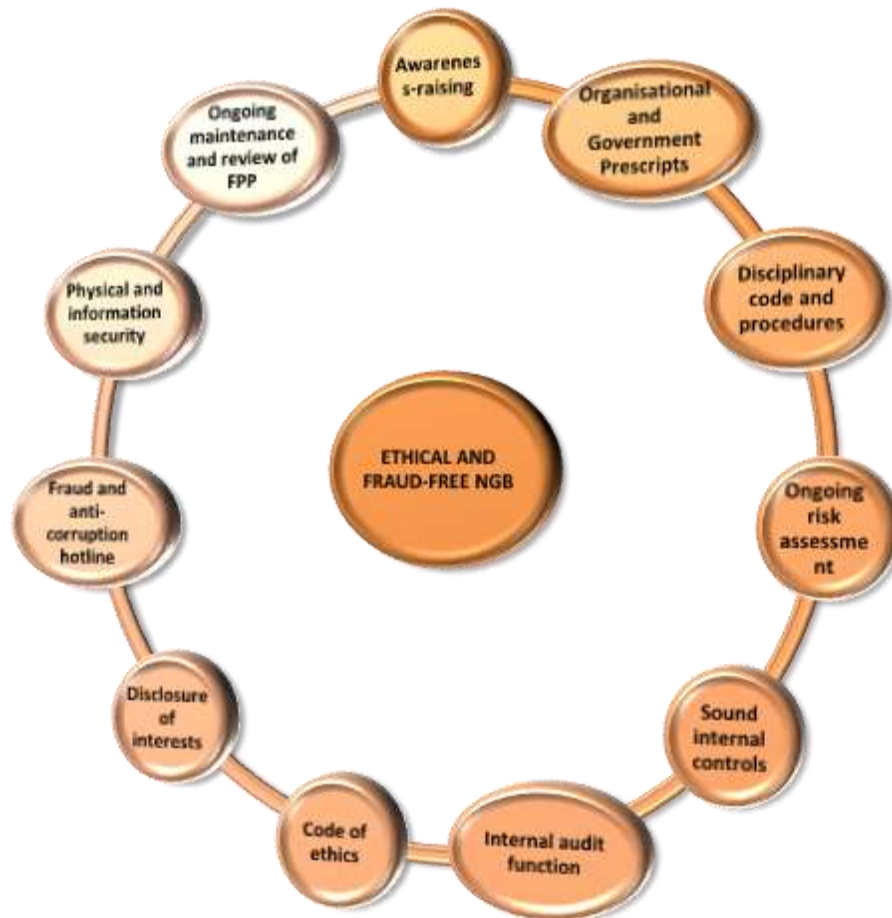 Awarenes
s-raising
Organisational
and
Government
Prescripts
Disciplinary
code and
procedures
Ongoing
risk
assessme
nt
Sound
internal
controls
Internal audit
function
Code of
ethics
Disclosure
of
interests
Fraud and
anti-
corruption
hotline
Physical and
information
security
Ongoing
maintenance
and review of
FPP
ETHICAL AND
FRAUD-FREE NGB